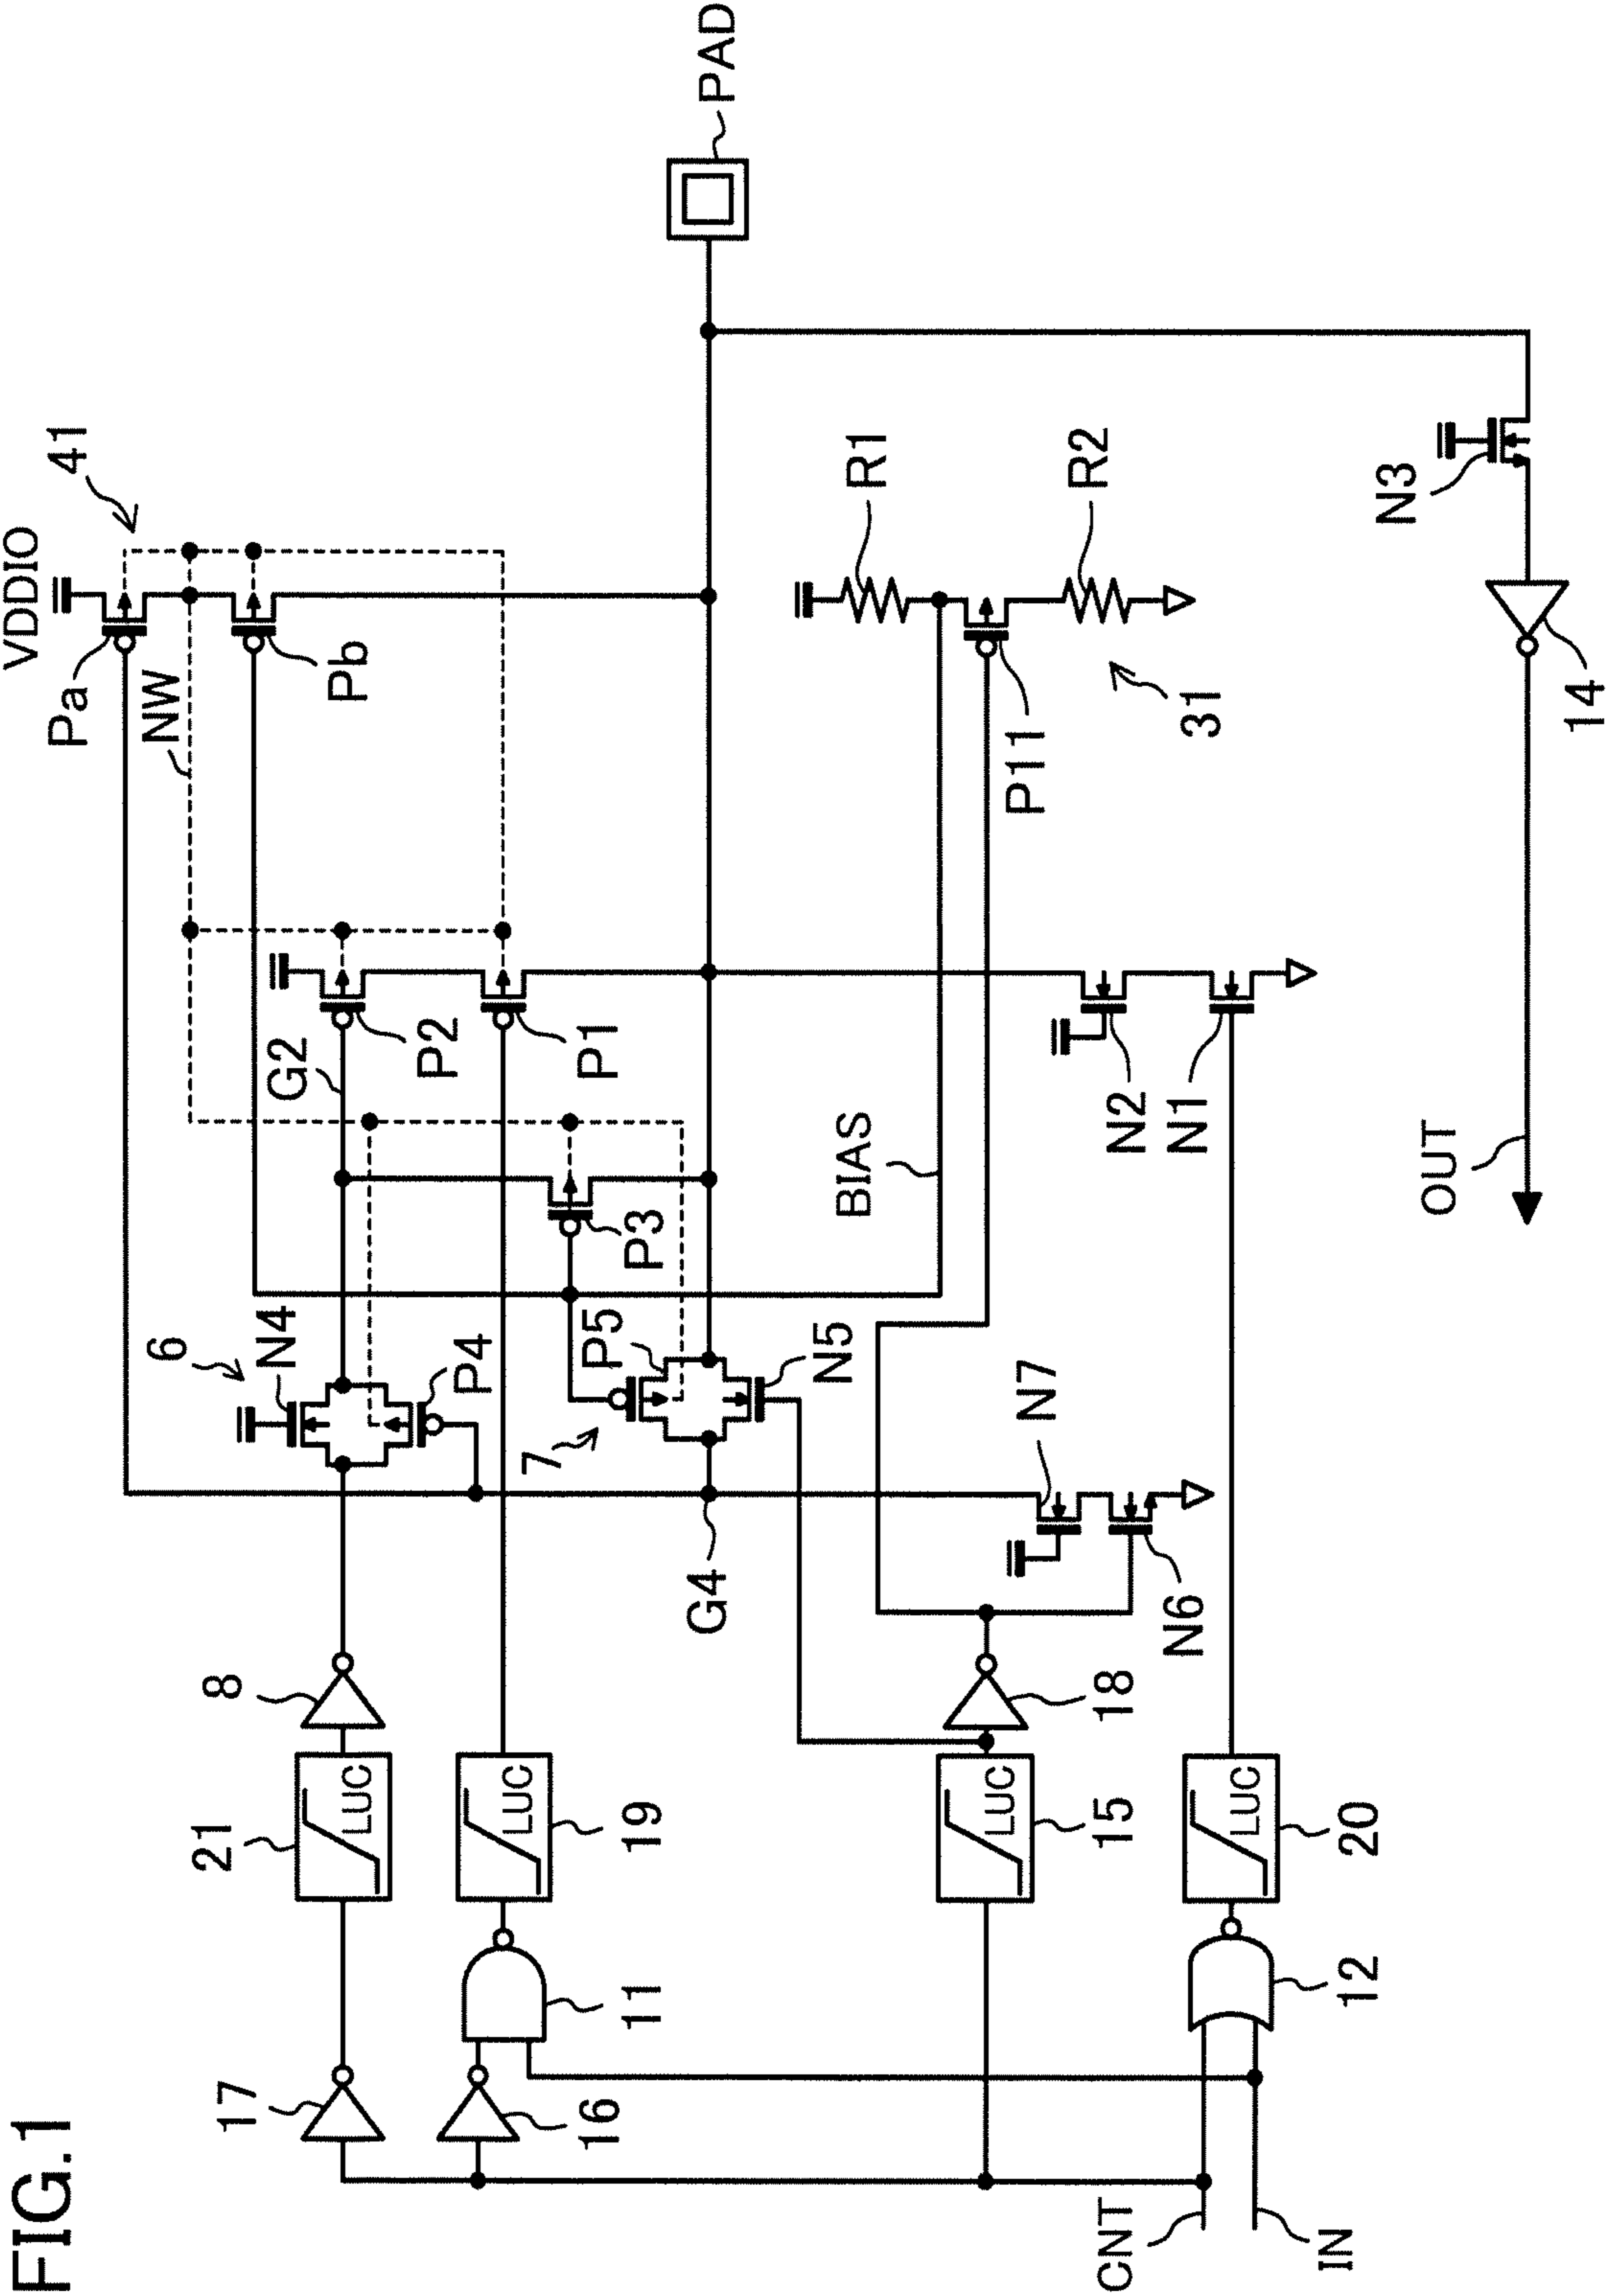 FIG.1
VDDIO
41
Pa
NW
Pb
PAD
G2
P2
P1
R1
R2
P11
31
N3
14
6
N4
P4
P3
P5
7
N5
BIAS
N2
N1
OUT
N7
G4
N6
8
18
21
LUC
LUC
19
LUC
15
LUC
20
17
16
11
12
CNT
IN